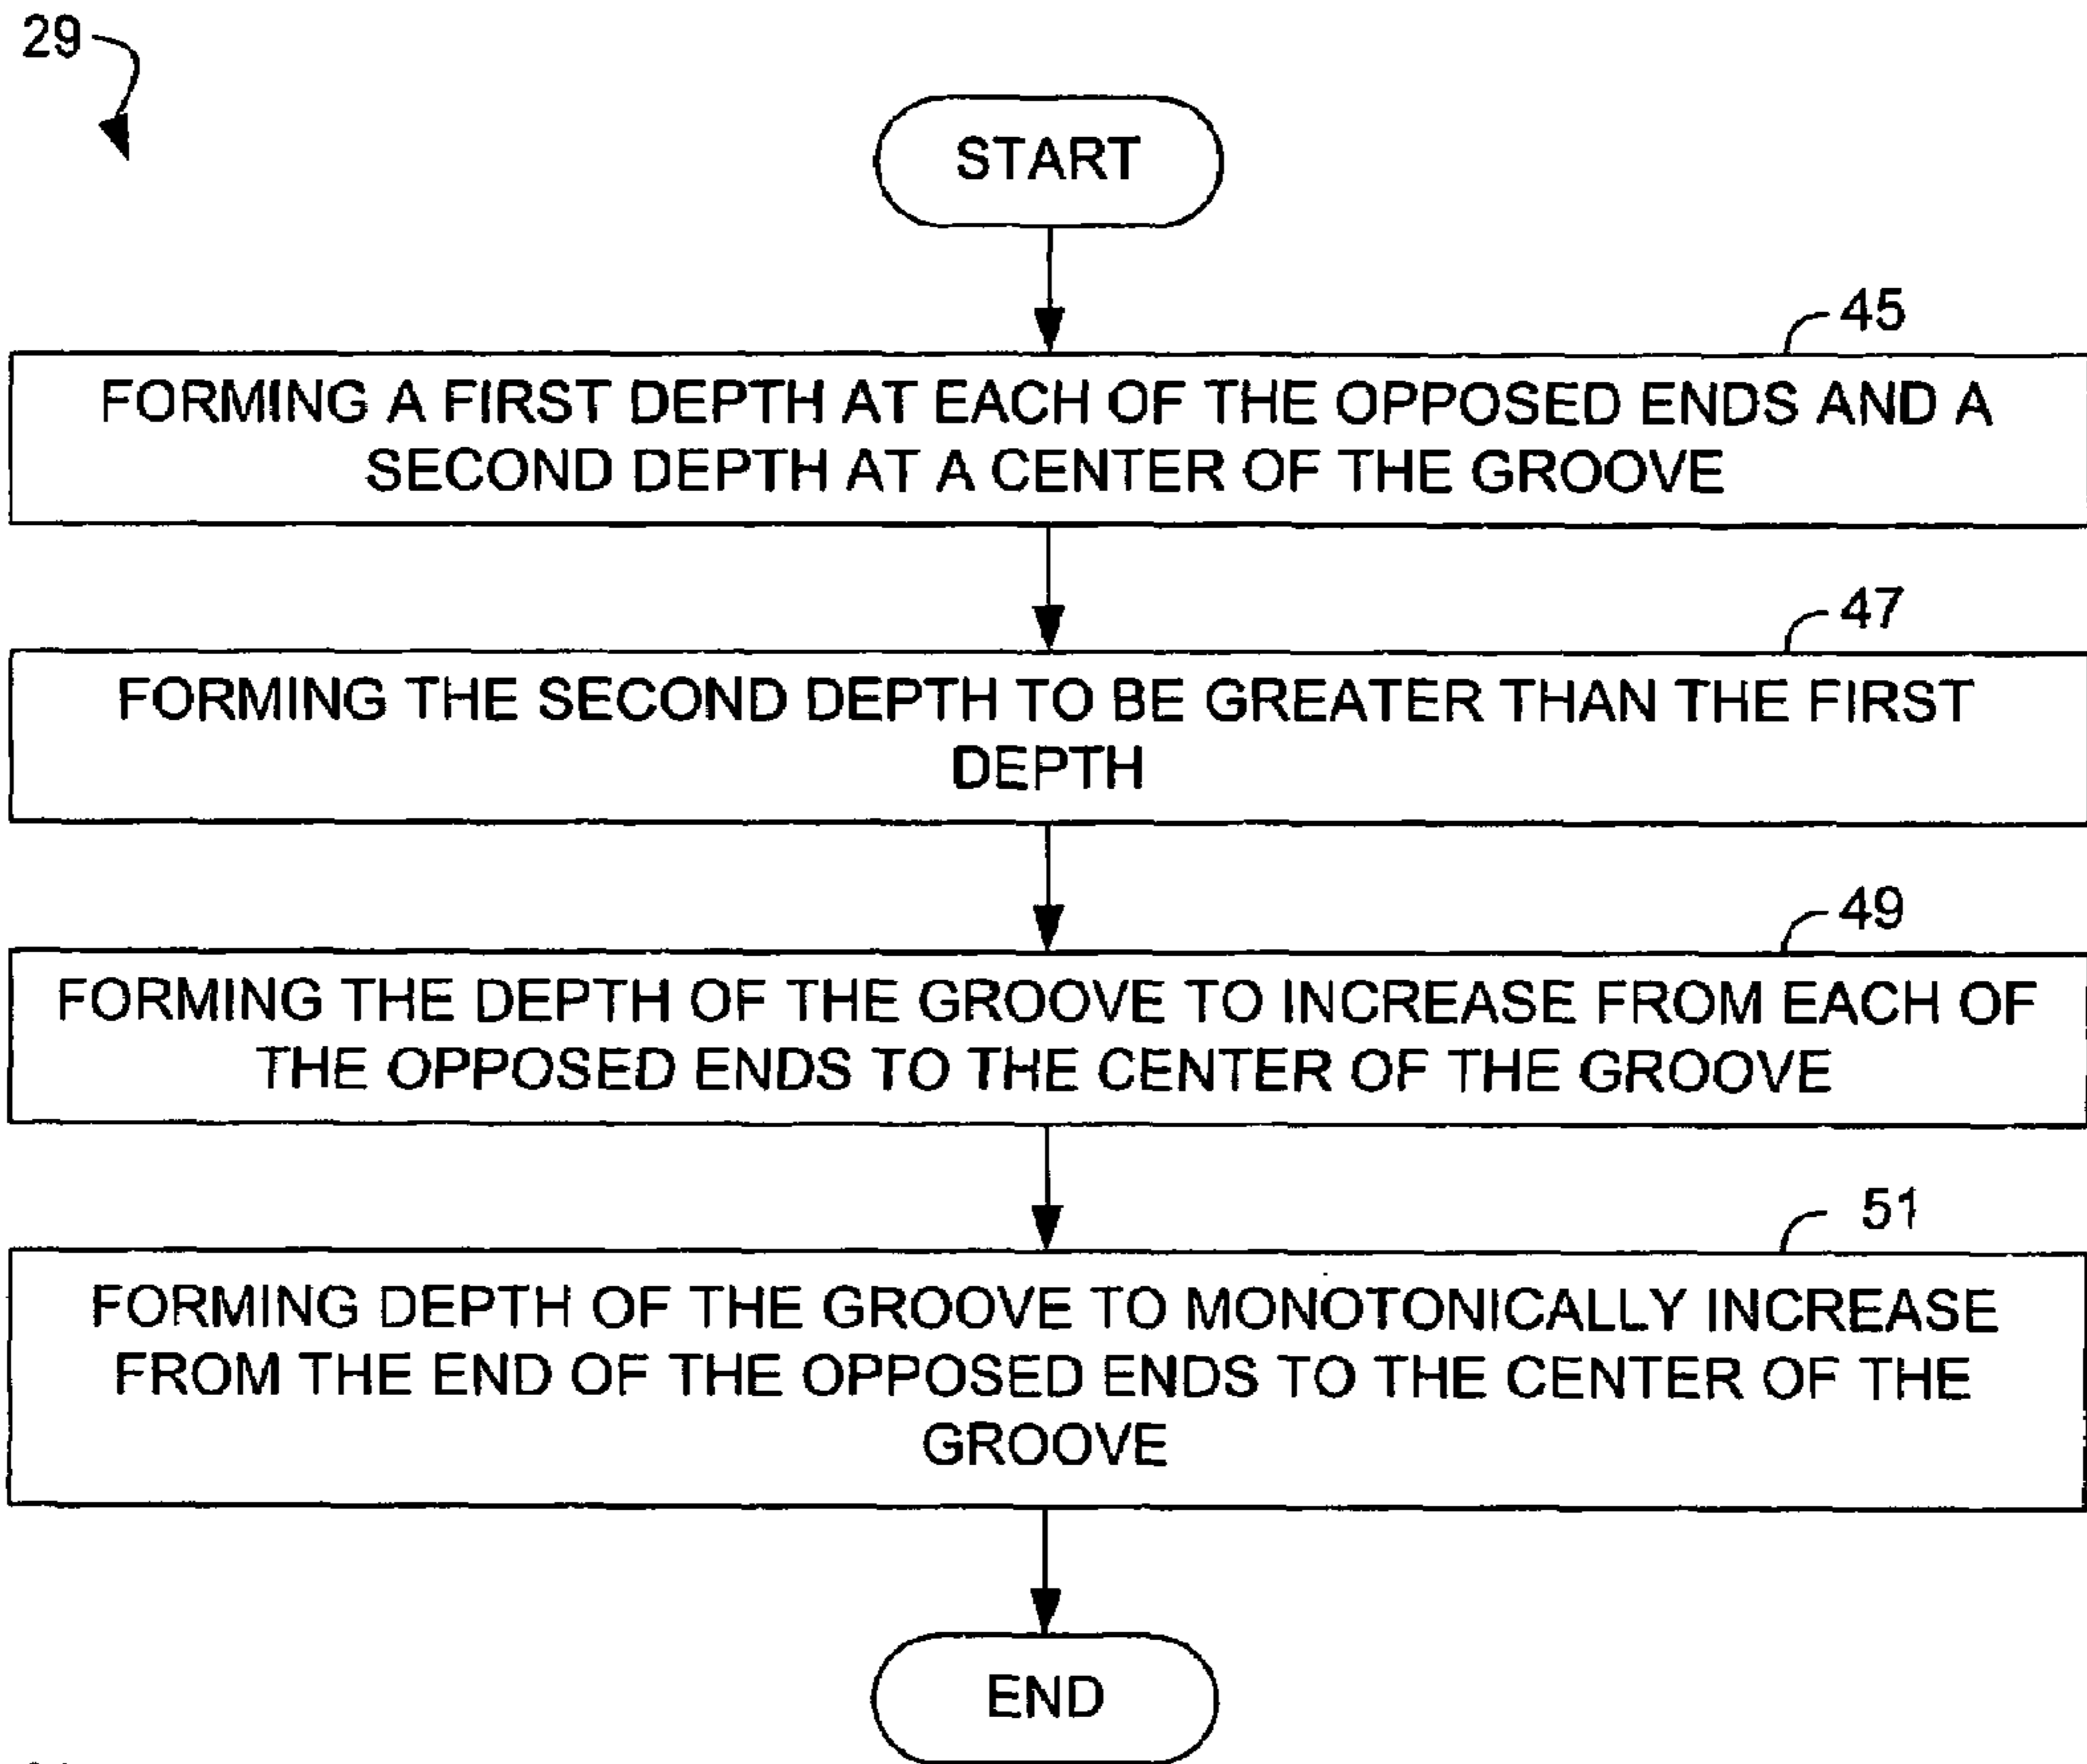 29
START
45
FORMING A FIRST DEPTH AT EACH OF THE OPPOSED ENDS AND A
SECOND DEPTH AT A CENTER OF THE GROOVE
47
FORMING THE SECOND DEPTH TO BE GREATER THAN THE FIRST
DEPTH
49
FORMING THE DEPTH OF THE GROOVE TO INCREASE FROM EACH OF
THE OPPOSED ENDS TO THE CENTER OF THE GROOVE
51
FORMING DEPTH OF THE GROOVE TO MONOTONICALLY INCREASE
FROM THE END OF THE OPPOSED ENDS TO THE CENTER OF THE
GROOVE
END